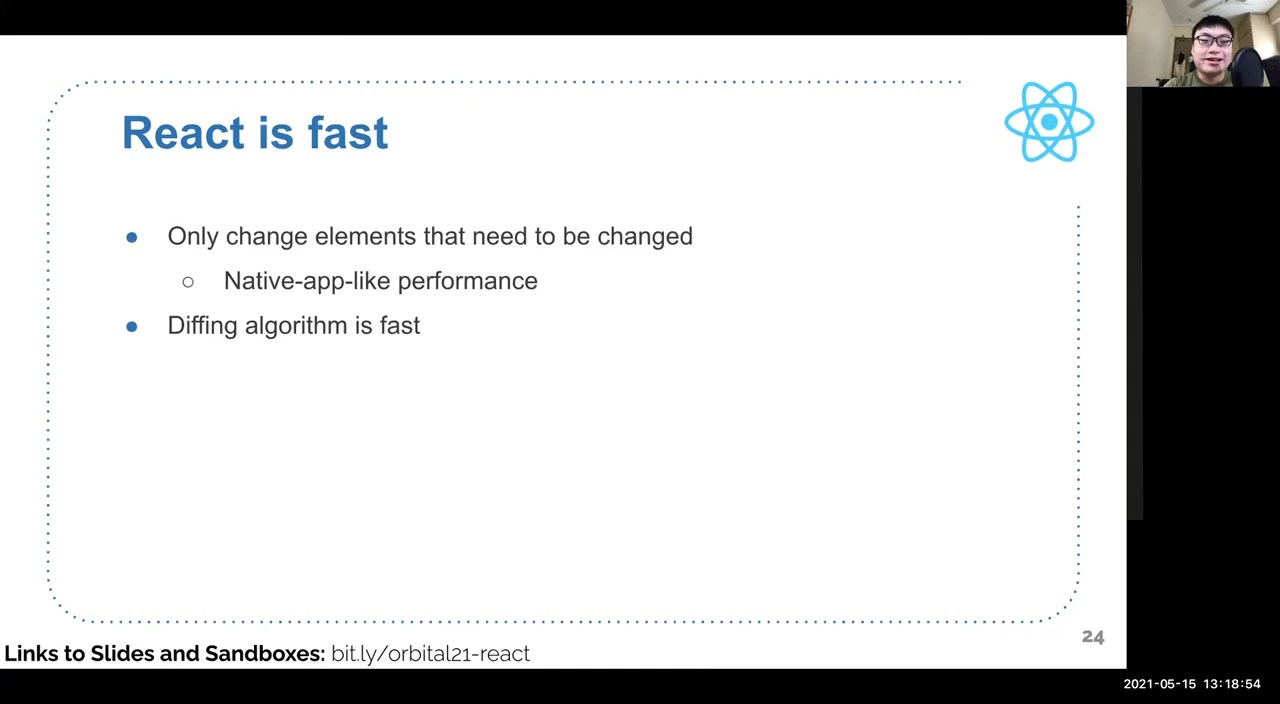 React is fast
● Only change elements that need to be changed
○ Native-app-like performance
● Diffing algorithm is fast
24
Links to Slides and Sandboxes: bit.ly/orbital21-react
2021-05-15 13:18:54